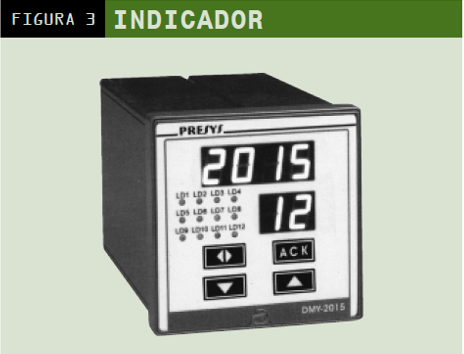 FIGURA 3 INDICADOR
PRESYS
2015
LD1 LD2 LD3 LD4
LD5 LD6 LD7 LD8
12
LD9 LD10 LD11 LD12
ACK
DMY-2015